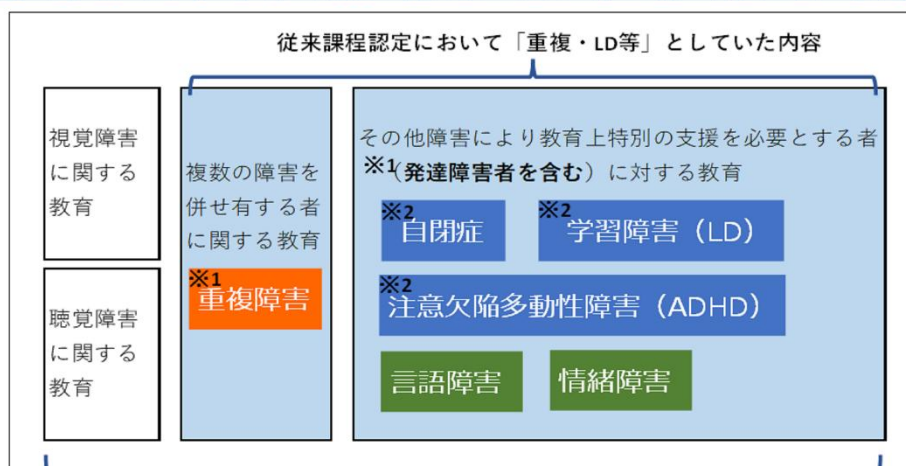 従来課程認定において「重複・LD等」としていた内容
視覚障害
に関する
教育
聴覚障害
に関する
教育
複数の障害を
併せ有する者
に関する教育
※1
重複障害
その他障害により教育上特別の支援を必要とする者
※1(発達障害者を含む）に対する教育
※2
自閉症
※2
学習障害（LD）
※2
注意欠陥多動性障害（ADHD）
言語障害
情緒障害